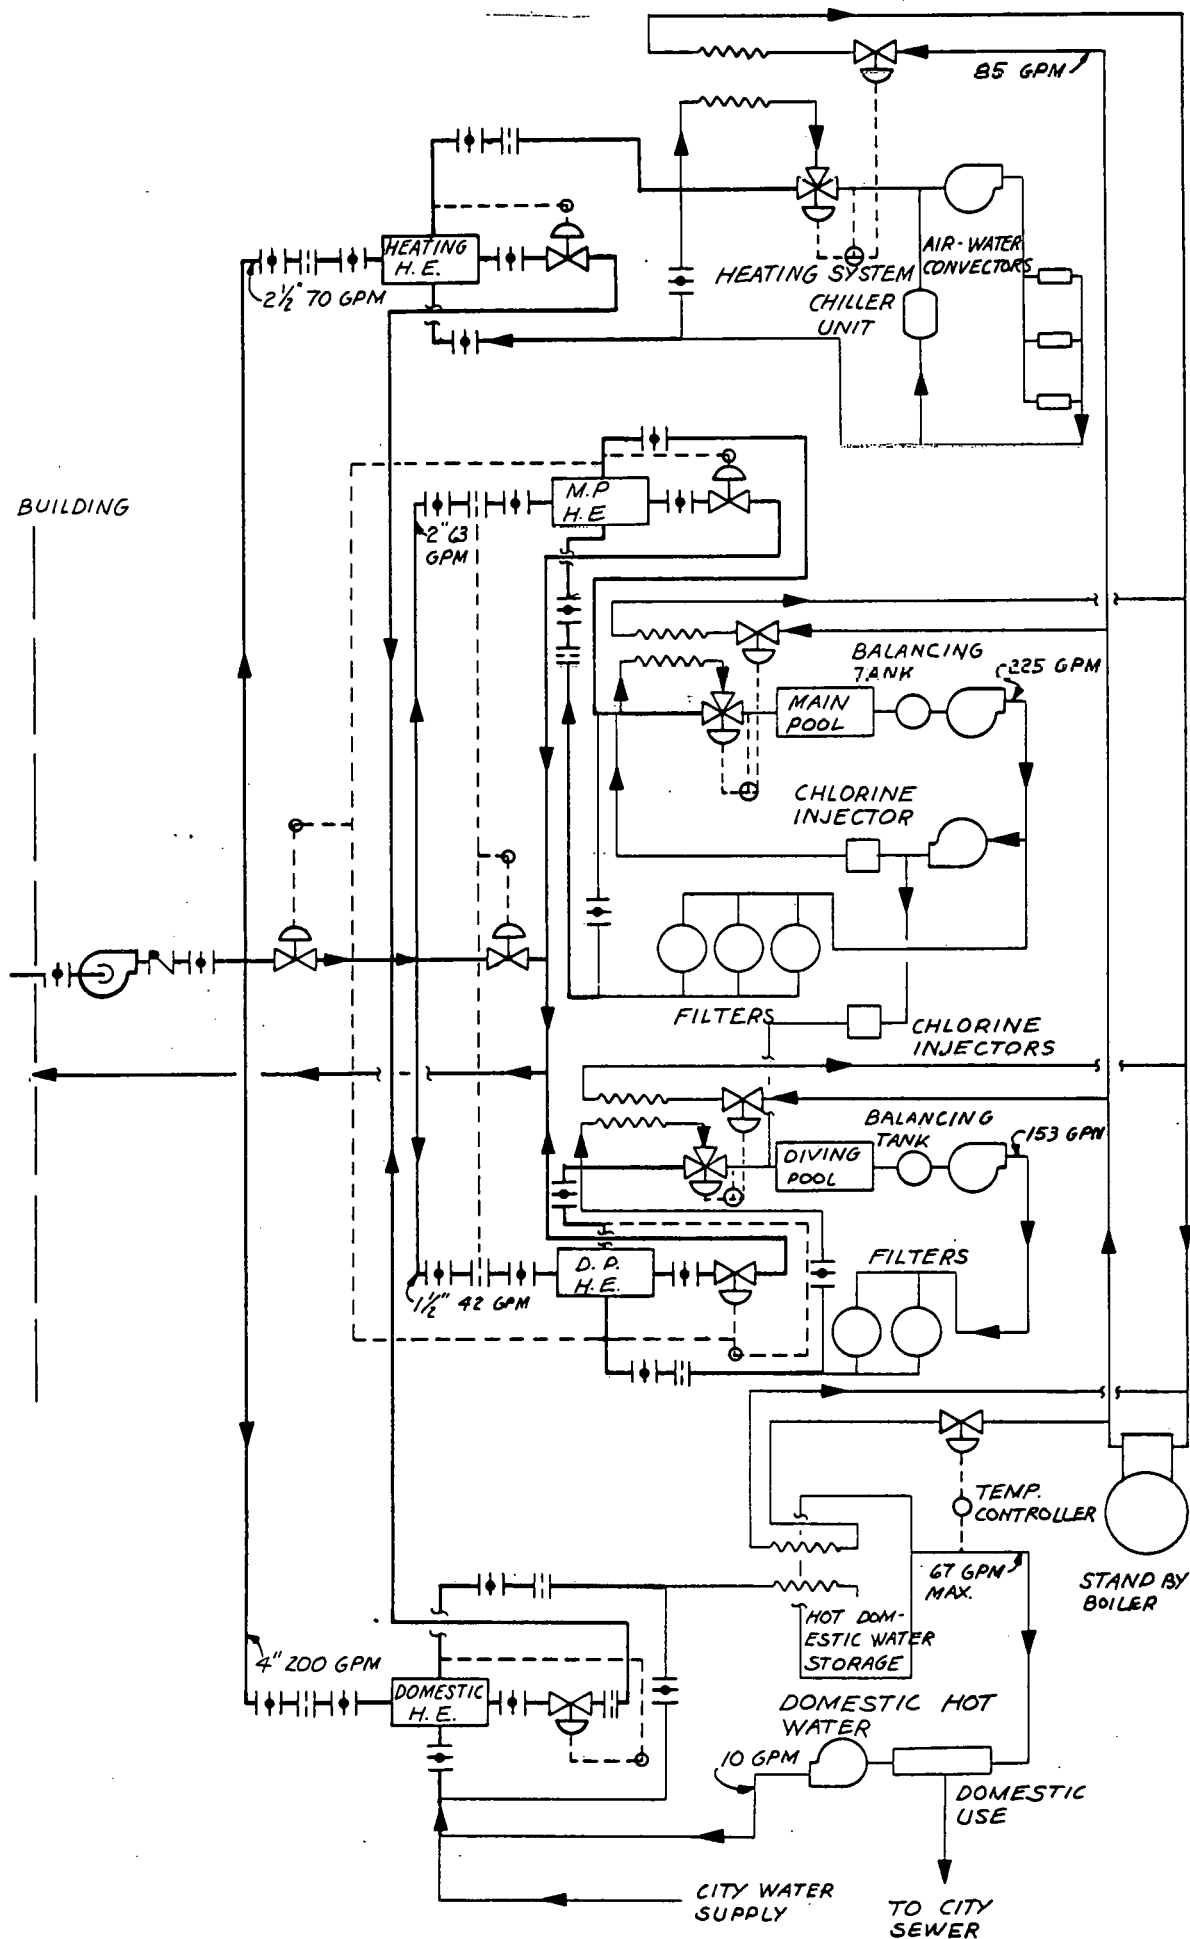 85 GPM
HEATING
H. E.
2½" 70 GPM
HEATING SYSTEM
AIR-WATER
CONVECTORS
CHILLER
UNIT
M.P
H. E
2" 63
GPM
BUILDING
BALANCING
TANK
225 GPM
MAIN
POOL
CHLORINE
INJECTOR
FILTERS
CHLORINE
INJECTORS
BALANCING
TANK
153 GPM
DIVING
POOL
D. P.
H. E.
1½" 42 GPM
FILTERS
TEMP.
CONTROLLER
67 GPM
MAX.
STAND BY
BOILER
HOT DOM-
ESTIC WATER
STORAGE
4" 200 GPM
DOMESTIC
H. E.
DOMESTIC HOT
WATER
10 GPM
DOMESTIC
USE
CITY WATER
SUPPLY
TO CITY
SEWER